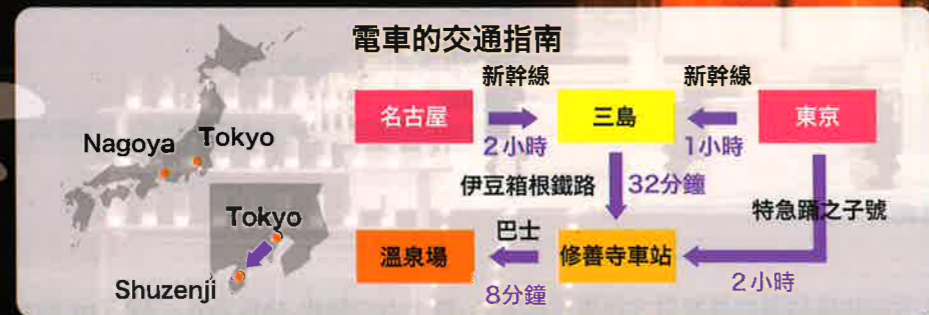 電車的交通指南
新幹線
新幹線
名古屋
三島
東京
2小時
1小時
Nagoya
Tokyo
伊豆箱根鐵路
32分鐘
特急踊之子號
Tokyo
巴士
溫泉場
修善寺車站
Shuzenji
8分鐘
2小時